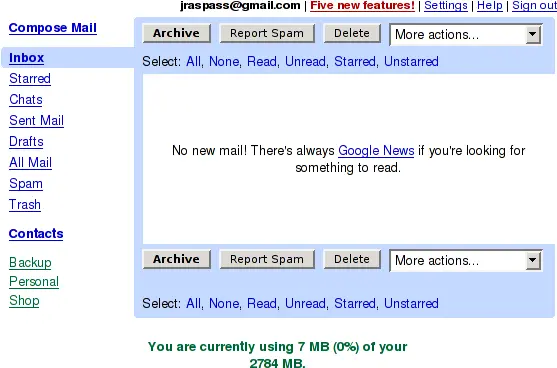 jraspass@gmail.com | Five new features! | Settings | Help | Sign out
Compose Mail
Archive Report Spam Delete More actions...
Inbox
Select: All, None, Read, Unread, Starred, Unstarred
Starred
Chats
Sent Mail
Drafts
All Mail
Spam
Trash
No new mail! There's always Google News if you're looking for
something to read.
Contacts
Backup
Personal
Shop
Archive Report Spam Delete More actions...
Select: All, None, Read, Unread, Starred, Unstarred
You are currently using 7 MB (0%) of your
2784 MB.